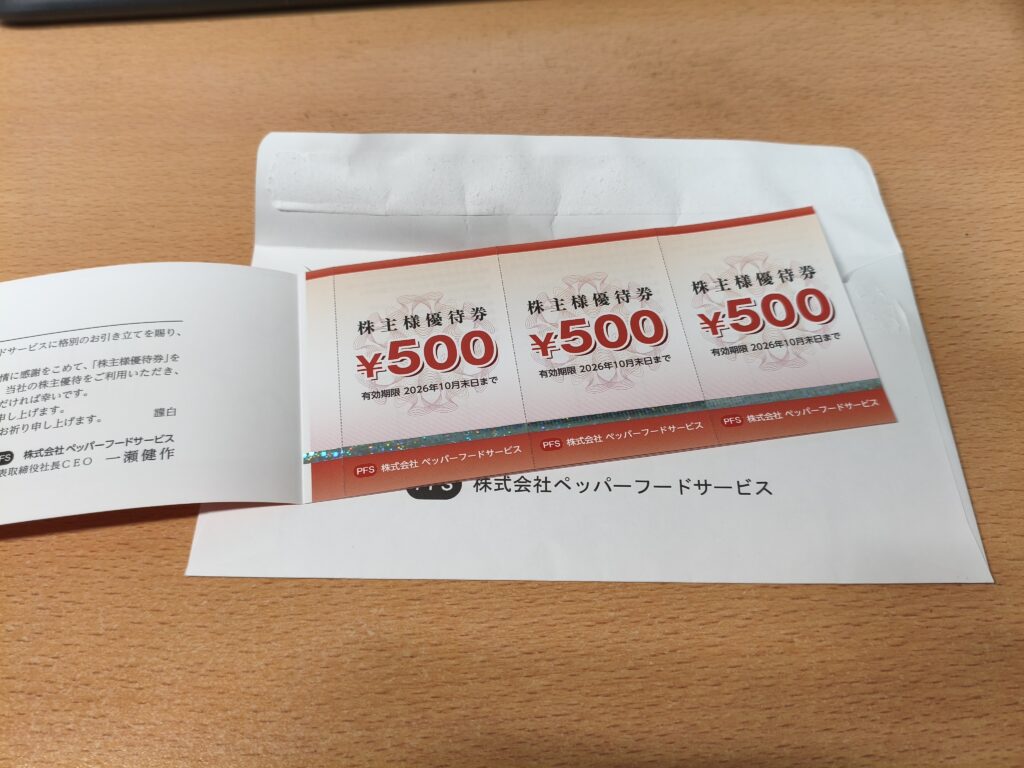 ドサービスに格別のお引き立てを賜り、
情に感謝をこめて、「株主様優待券」を
当社の株主優待をご利用いただき、
だければ幸いです。
申し上げます。
お祈り申し上げます。
謹白
PFS 株式会社 ペッパーフードサービス
表取締役社長CEO 一瀬健作
株主様優待券
¥500
有効期限 2026年10月末日まで
PFS 株式会社 ペッパーフードサービス
株主様優待券
¥500
有効期限 2026年10月末日まで
PFS 株式会社 ペッパーフードサービス
株主様優待券
¥500
有効期限 2026年10月末日まで
PFS 株式会社 ペッパーフードサービス
PFS 株式会社ペッパーフードサービス